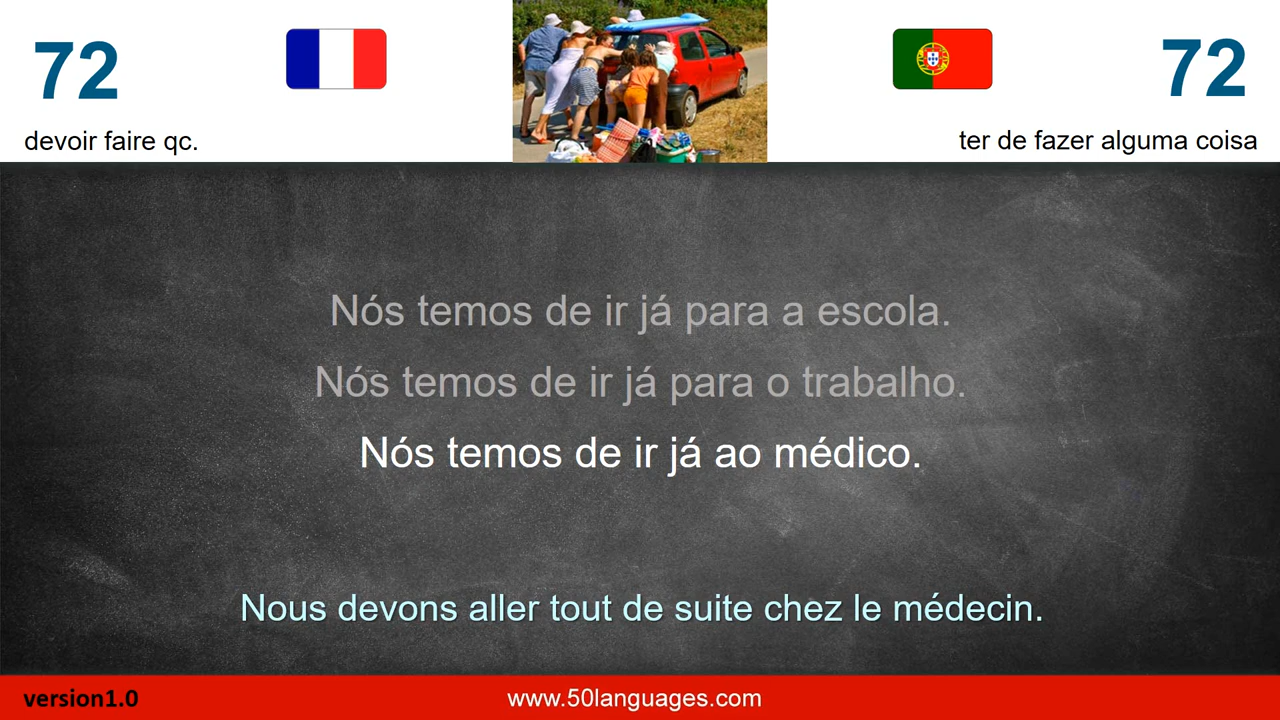 72
72
devoir faire qc.
ter de fazer alguma coisa
Nós temos de ir já para a escola.
Nós temos de ir já para o trabalho.
Nós temos de ir já ao médico.
Nous devons aller tout de suite chez le médecin.
version1.0
www.50languages.com